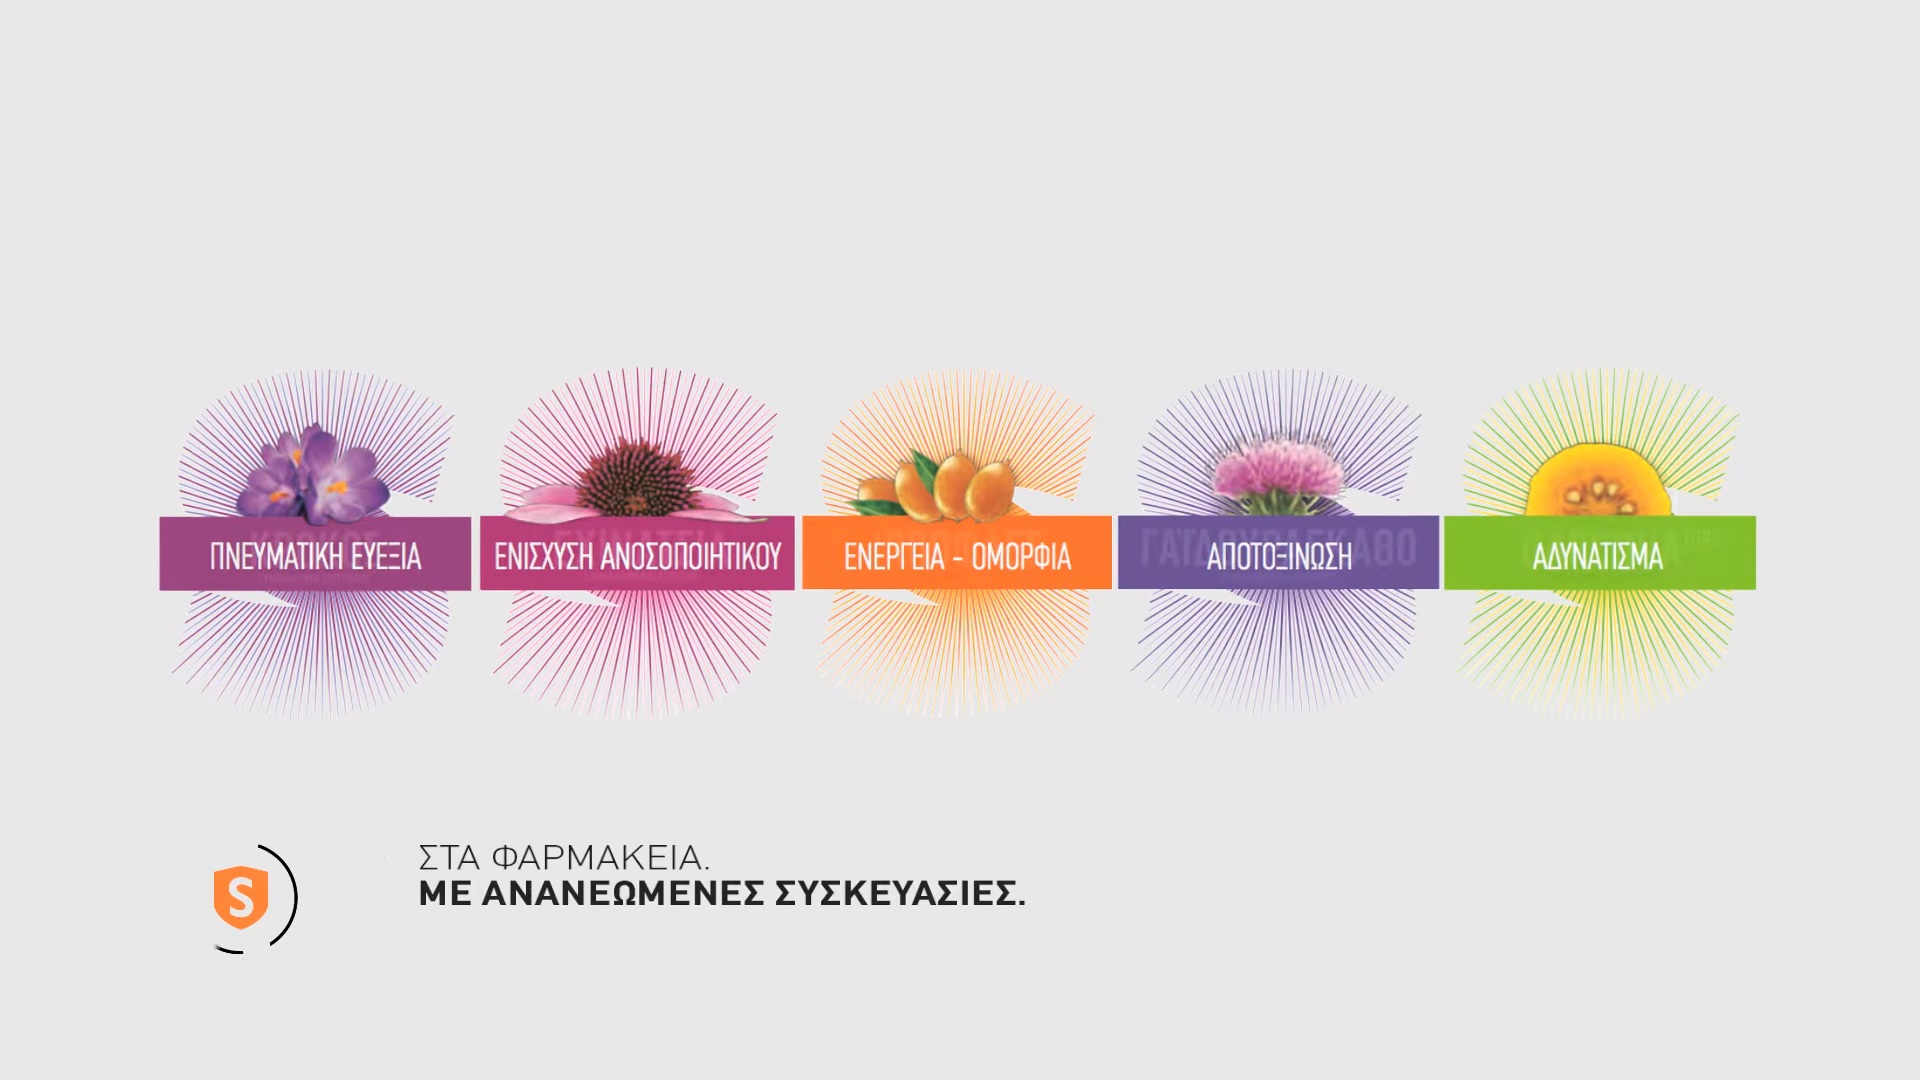 ΠΝΕΥΜΑΤΙΚΗ ΕΥΕΞΙΑ
ΕΝΙΣΧΥΣΗ ΑΝΟΣΟΠΟΙΗΤΙΚΟΥ
ΕΝΕΡΓΕΙΑ - ΟΜΟΡΦΙΑ
ΑΠΟΤΟΞΙΝΩΣΗ
ΑΔΥΝΑΤΙΣΜΑ
S
ΣΤΑ ΦΑΡΜΑΚΕΙΑ.
ΜΕ ΑΝΑΝΕΩΜΕΝΕΣ ΣΥΣΚΕΥΑΣΙΕΣ.